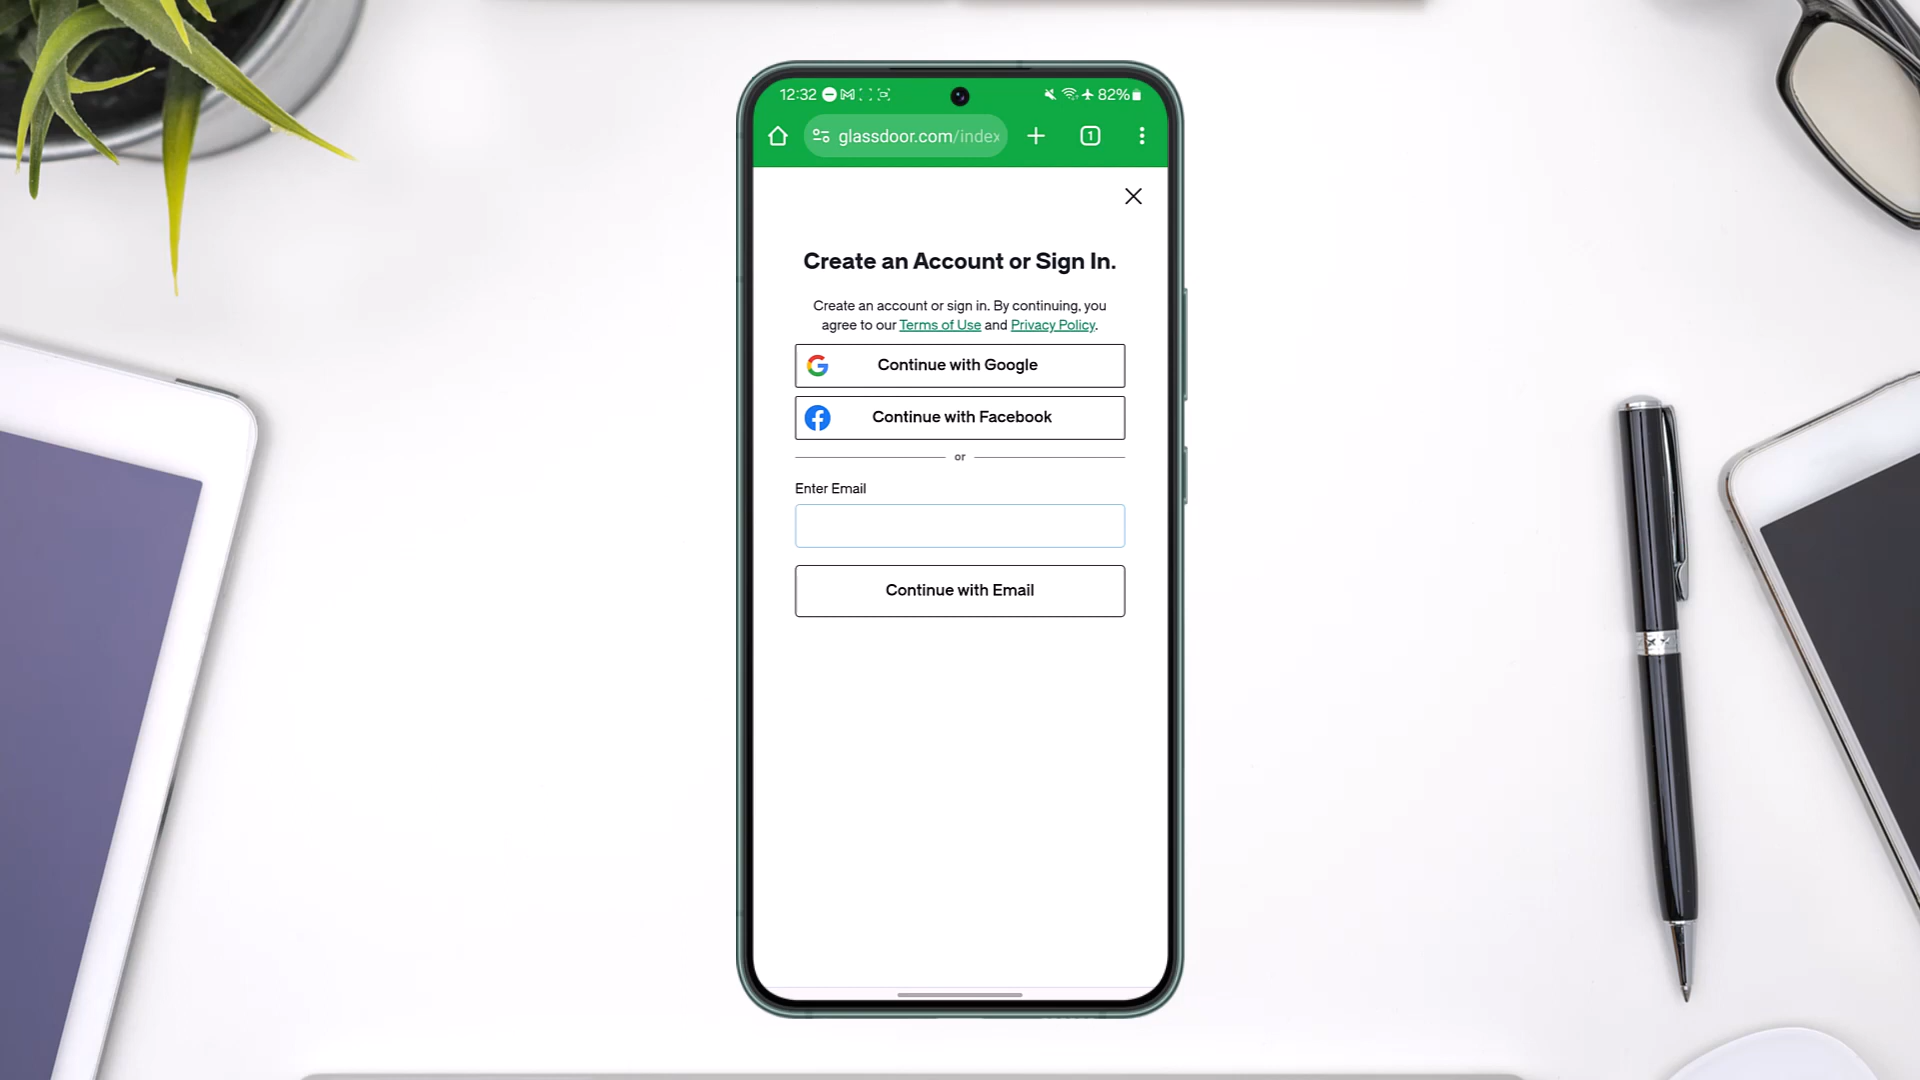 12:32 82%
glassdoor.com/index 1
Create an Account or Sign In.
Create an account or sign in. By continuing, you
agree to our Terms of Use and Privacy Policy.
Continue with Google
Continue with Facebook
or
Enter Email
Continue with Email